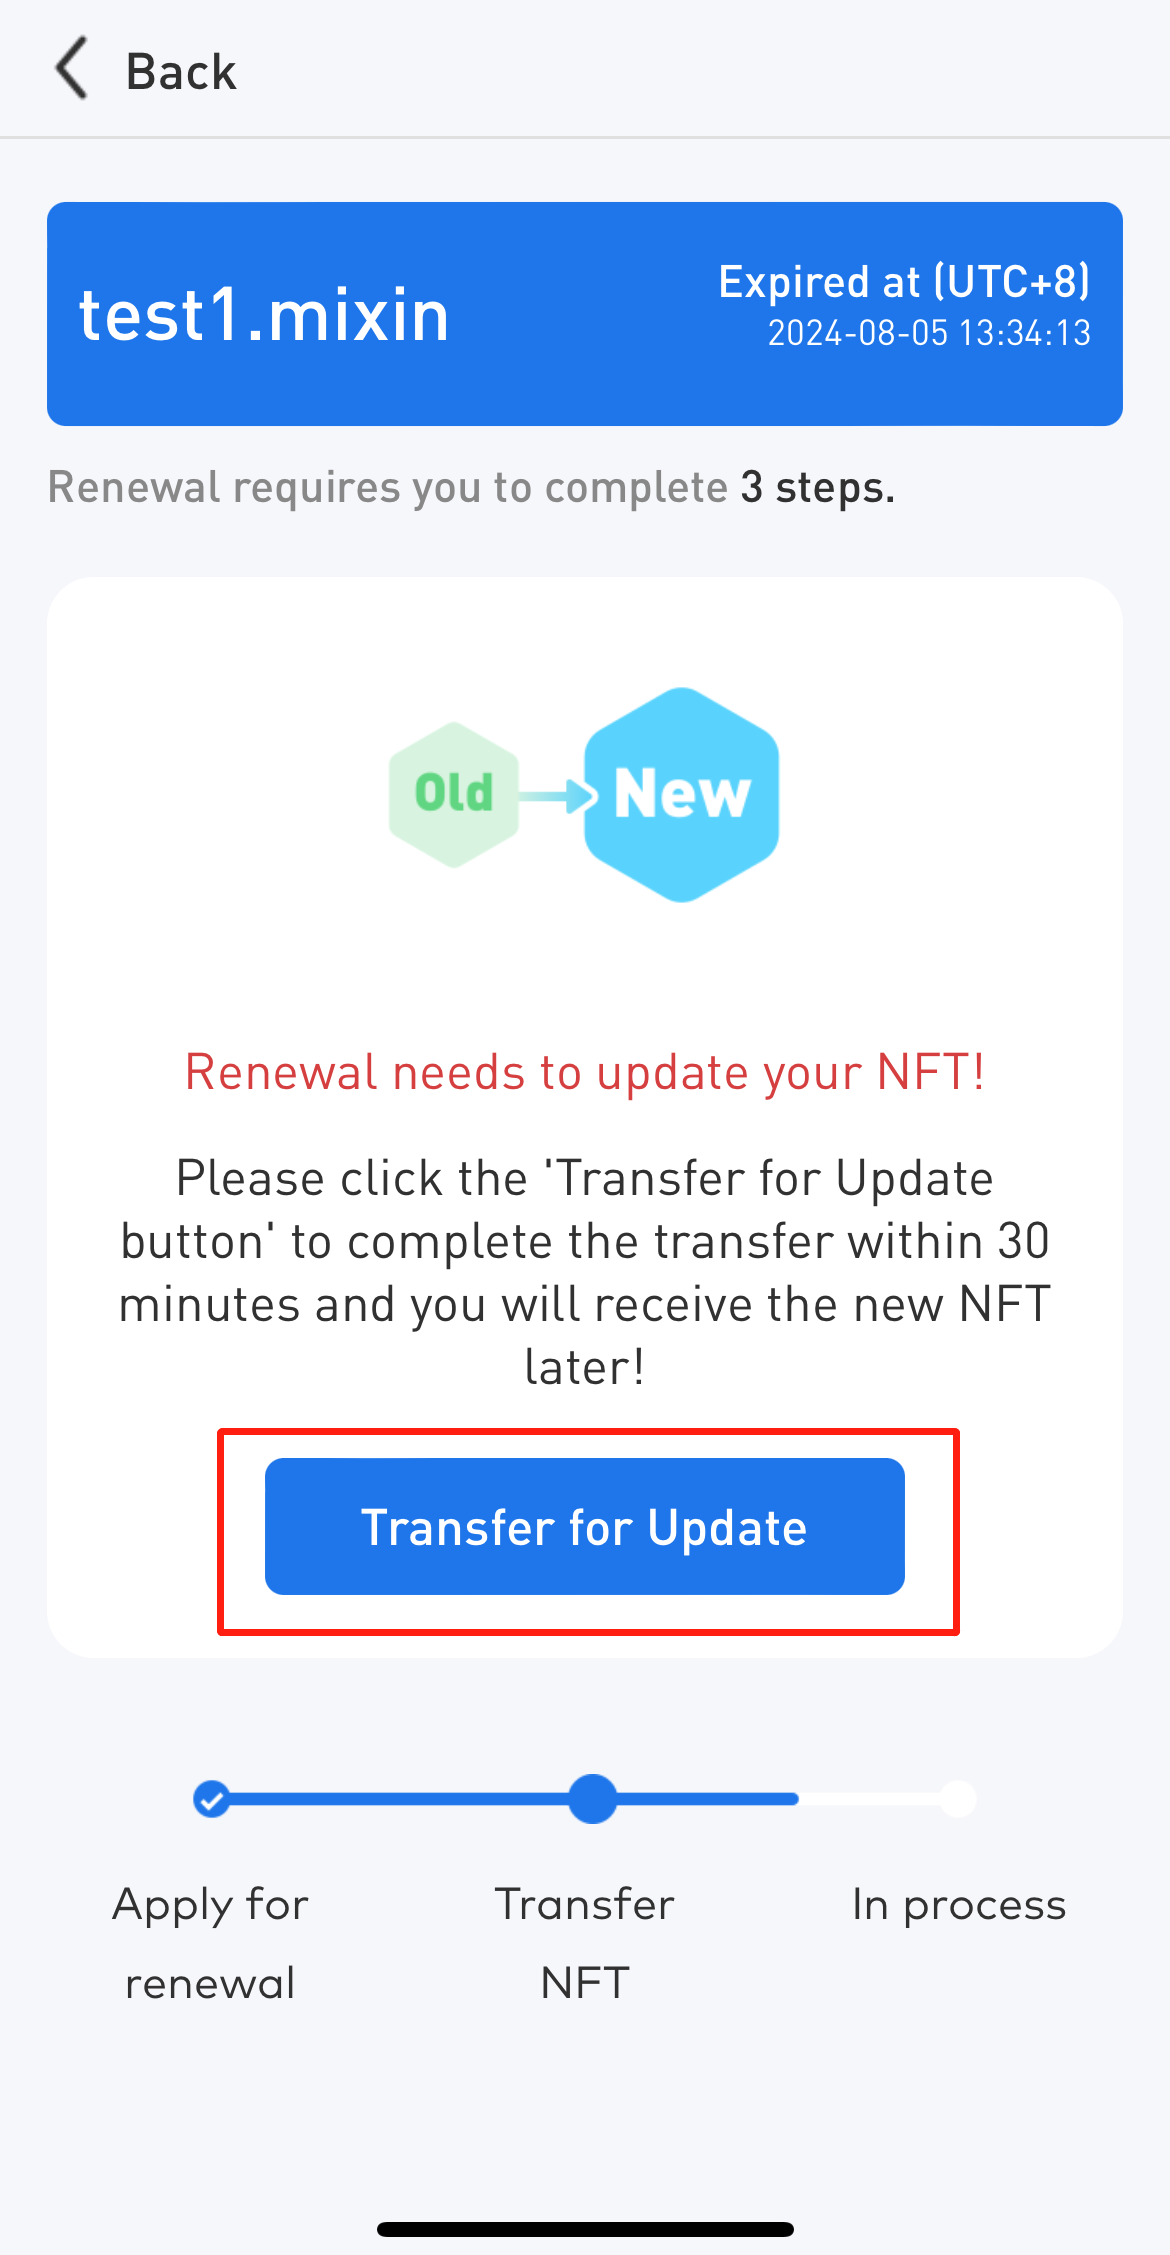 Back
test1.mixin
Expired at (UTC+8)
2024-08-05 13:34:13
Renewal requires you to complete 3 steps.
Old
New
Renewal needs to update your NFT!
Please click the 'Transfer for Update
button' to complete the transfer within 30
minutes and you will receive the new NFT
later!
Transfer for Update
Apply for
renewal
Transfer
NFT
In process